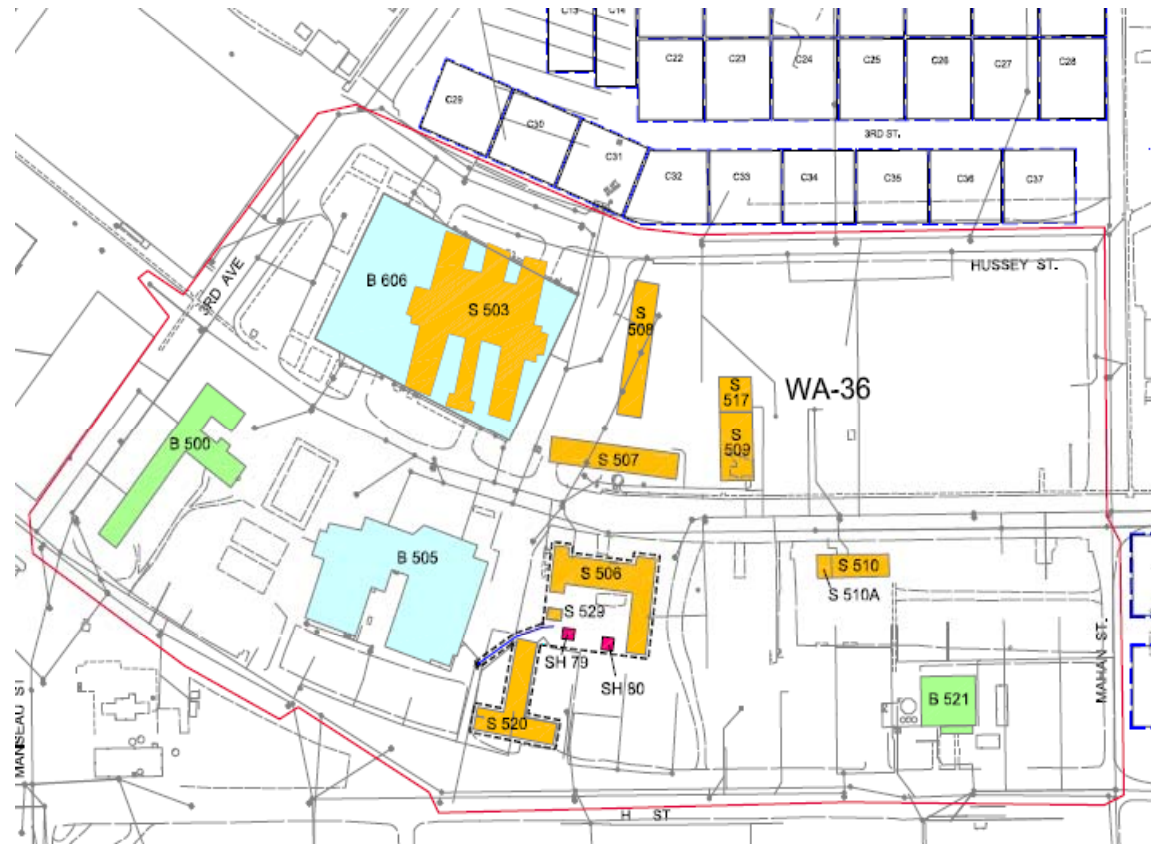 C13
C14
C22
C23
C24
C25
C26
C27
C28
C29
C30
C31
3RD ST.
C32
C33
C34
C35
C36
C37
3RD AVE
HUSSEY ST.
B 606
S 503
S
508
S
517
WA-36
S
509
B 500
S 507
B 505
S 506
S 510
S 510A
S 529
SH 79
SH 80
S 520
B 521
MAHAN ST.
MANSEAU ST
H ST